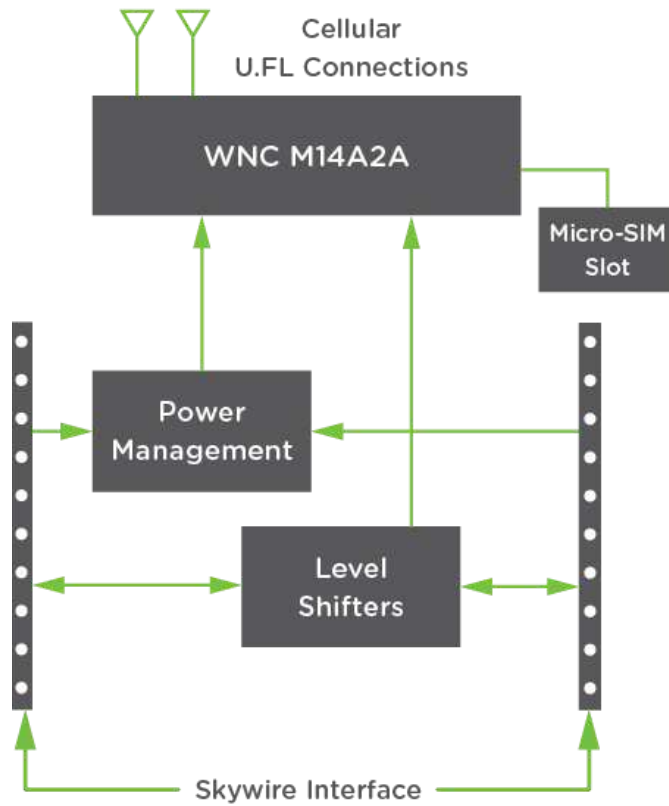 Cellular
U.FL Connections
WNC M14A2A
Micro-SIM
Slot
Power
Management
Level
Shifters
Skywire Interface